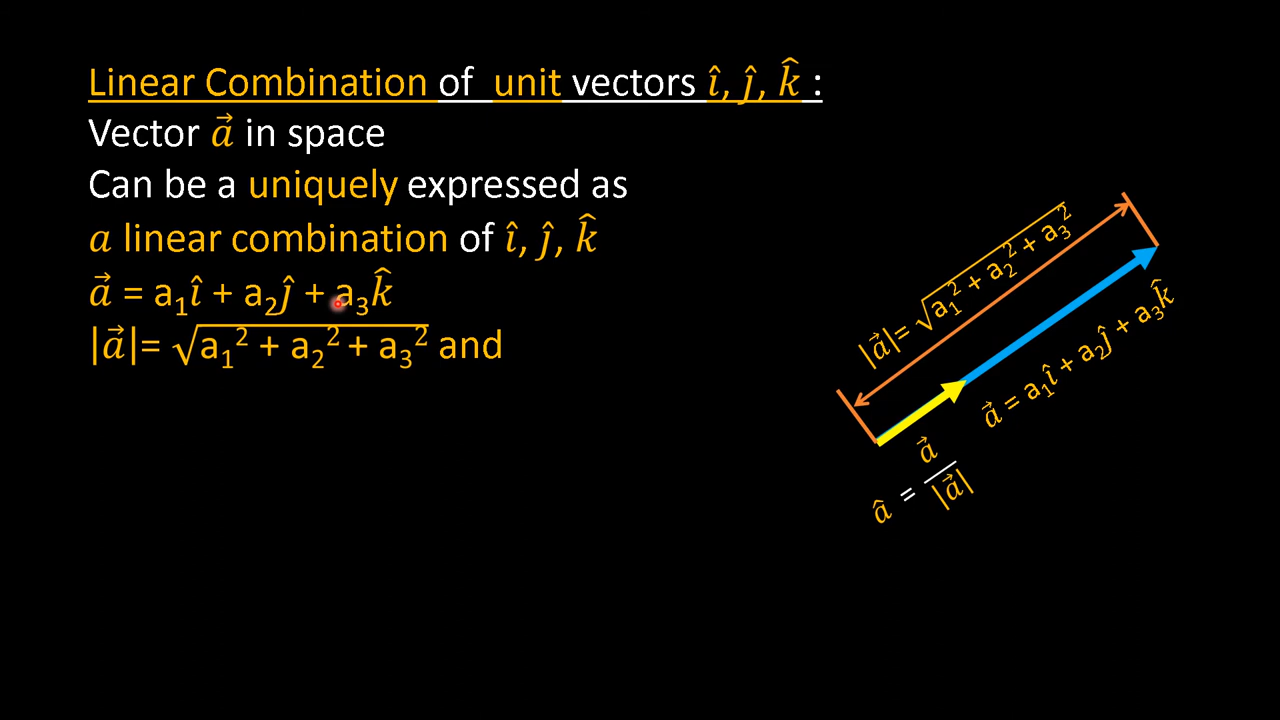 Linear Combination of unit vectors î, ĵ, k̂ :
Vector a⃗ in space
Can be a uniquely expressed as
a linear combination of î, ĵ, k̂
a⃗ = a₁î + a₂ĵ + a₃k̂
|a⃗|= √a₁² + a₂² + a₃² and
|a⃗|= √a₁² + a₂² + a₃²
a⃗ = a₁î + a₂ĵ + a₃k̂
â = a⃗/|a⃗|